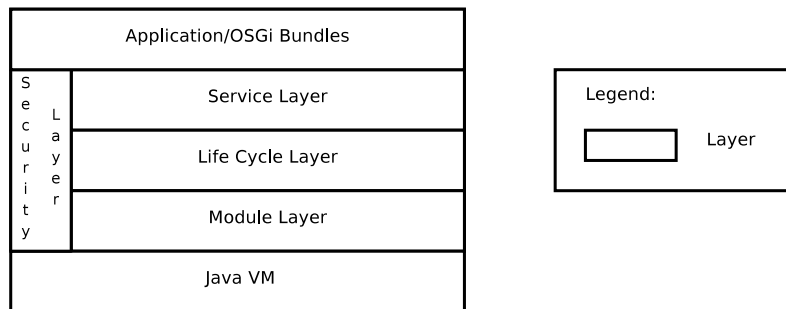 Application/OSGi Bundles
Security
Layer
Service Layer
Life Cycle Layer
Module Layer
Java VM
Legend:
Layer